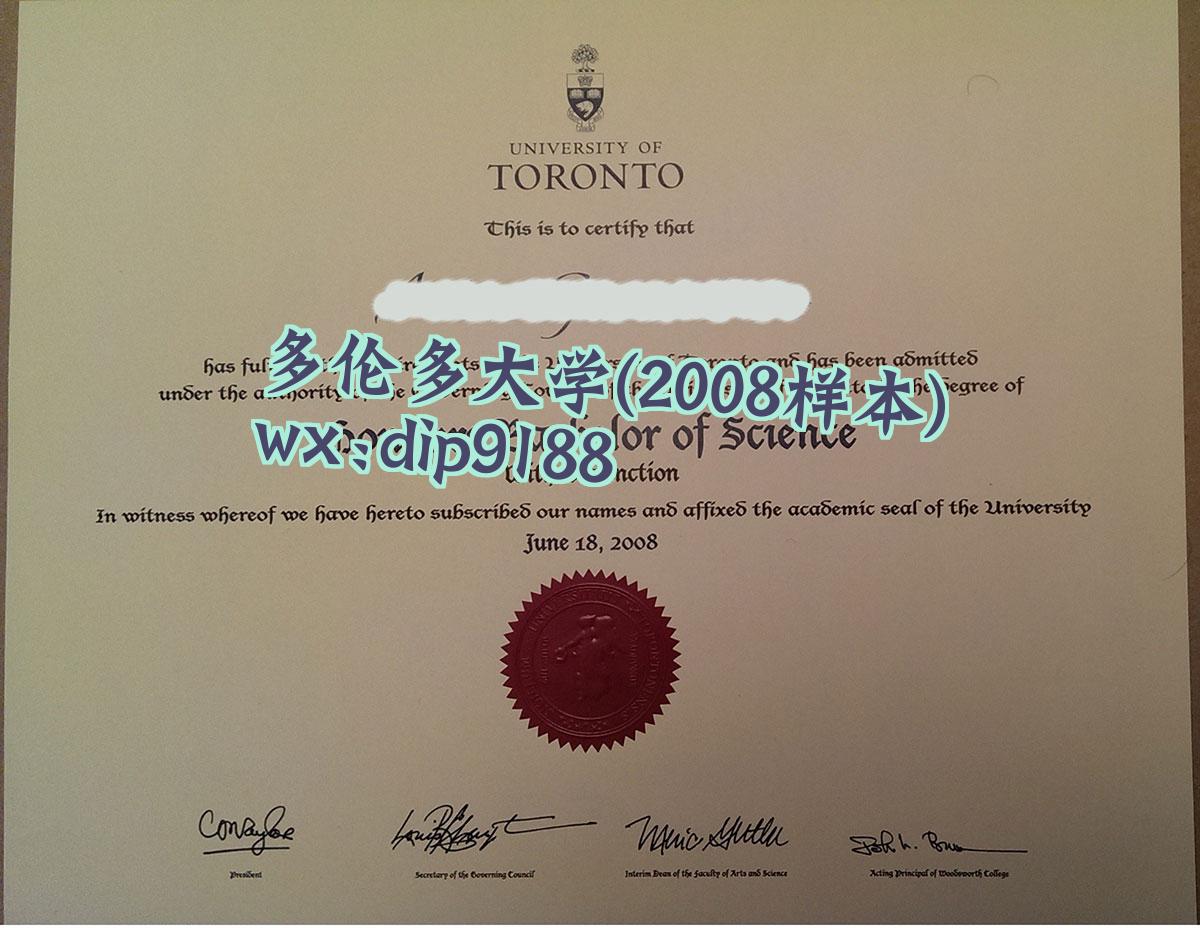 UNIVERSITY OF
TORONTO
This is to certify that
has been admitted
under the authority the degree of
多伦多大学(2008样本)
of Science
wx:dip9188
In witness whereof we have hereto subscribed our names and affixed the academic seal of the University
June 18, 2008
President
Secretary of the Governing Council
Interim Dean of the Faculty of Arts and Science
Acting Principal of Woodsworth College